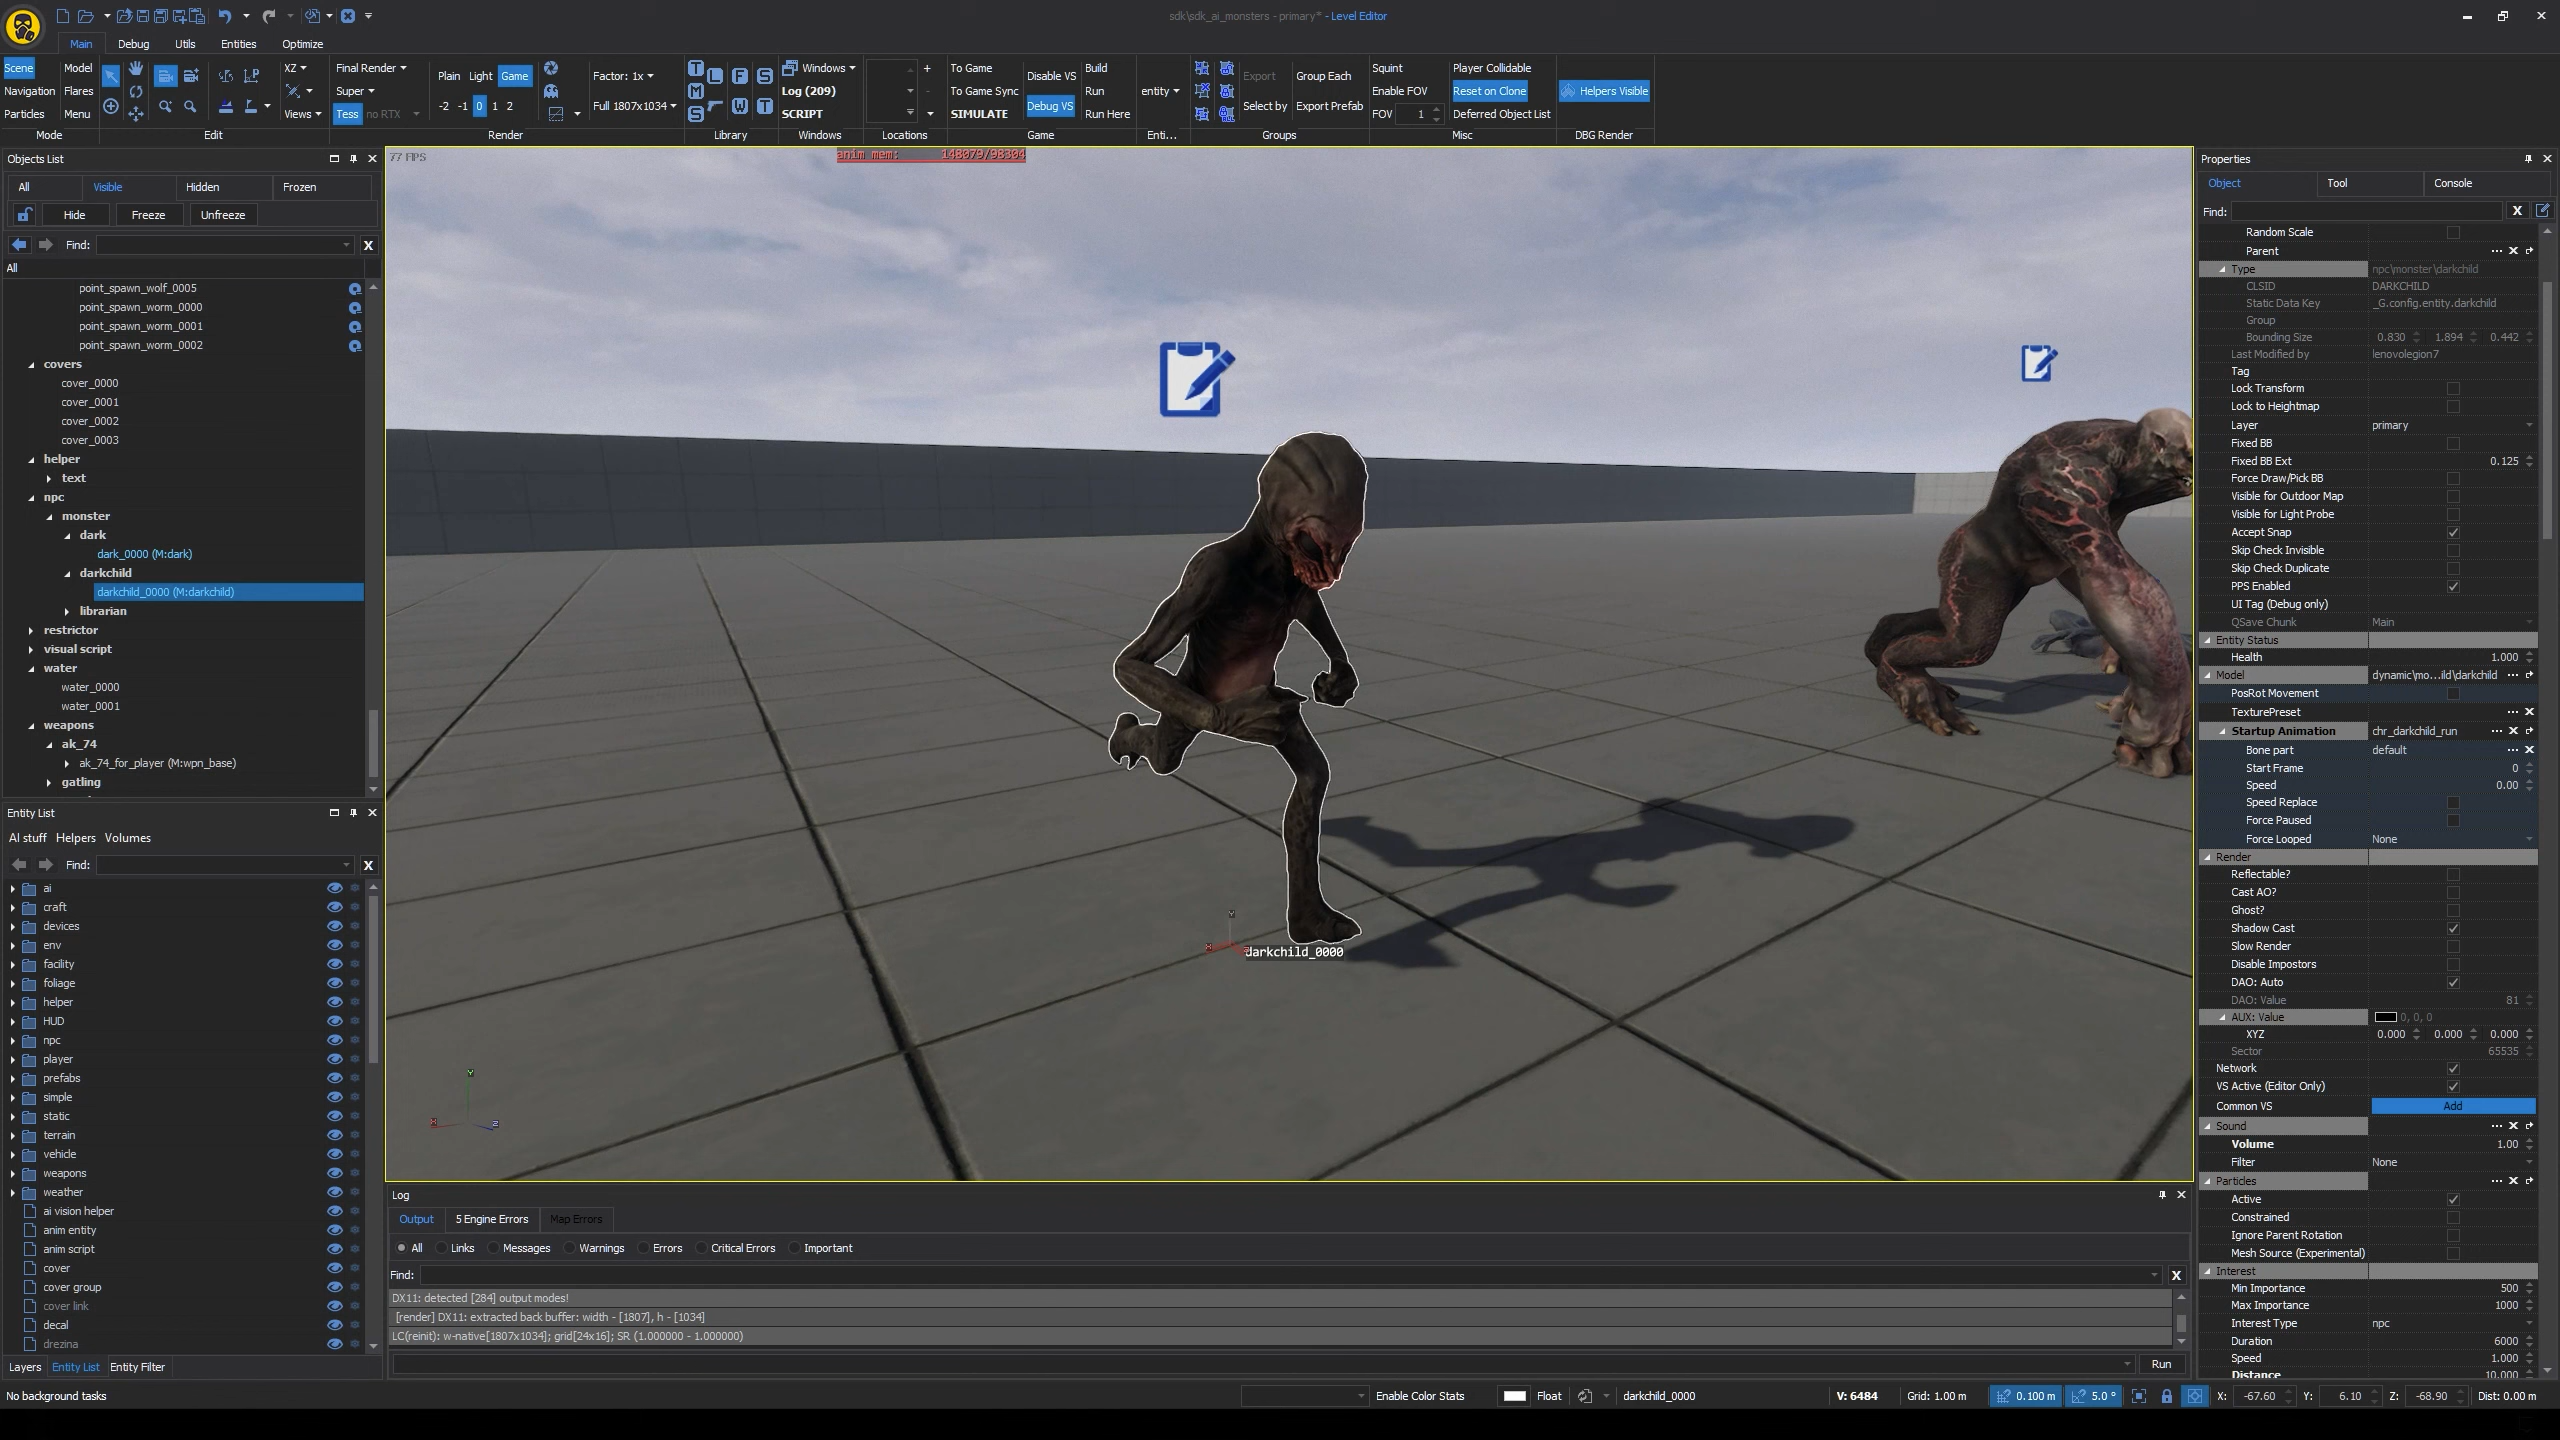 sdk\sdk_ai_monsters - primary* - Level Editor
Main Debug Utils Entities Optimize
Scene Model XZ Final Render Plain Light Game Factor: 1x Windows To Game Disable VS Build Export Group Each Squint Player Collidable
Navigation Flares Super Log (209) To Game Sync Run entity Enable FOV Reset on Clone Helpers Visible
Particles Menu Views Tess no RTX -2 -1 0 1 2 Full 1807x1034 SCRIPT SIMULATE Debug VS Run Here Select by Export Prefab FOV 1 Deferred Object List
Mode Edit Render Library Windows Locations Game Enti... Groups Misc DBG Render
Objects List
All Visible Hidden Frozen
Hide Freeze Unfreeze
Find: X
All
point_spawn_wolf_0005
point_spawn_worm_0000
point_spawn_worm_0001
point_spawn_worm_0002
covers
cover_0000
cover_0001
cover_0002
cover_0003
helper
text
npc
monster
dark
dark_0000 (M:dark)
darkchild
darkchild_0000 (M:darkchild)
librarian
restrictor
visual script
water
water_0000
water_0001
weapons
ak_74
ak_74_for_player (M:wpn_base)
gatling
Entity List
AI stuff Helpers Volumes
Find: X
ai
craft
devices
env
facility
foliage
helper
HUD
npc
player
prefabs
simple
static
terrain
vehicle
weapons
weather
ai vision helper
anim entity
anim script
cover
cover group
cover link
decal
drezina
Layers Entity List Entity Filter
77 FPS
anim mem: 148079/98304
darkchild_0000
Log
Output 5 Engine Errors Map Errors
All Links Messages Warnings Errors Critical Errors Important
Find: X
DX11: detected [284] output modes!
[render] DX11: extracted back buffer: width - [1807], h - [1034]
LC(reinit): w-native[1807x1034]; grid[24x16]; SR (1.000000 - 1.000000)
Run
Properties
Object Tool Console
Find: X
Random Scale
Parent
Type npc\monster\darkchild
CLSID DARKCHILD
Static Data Key _G.config.entity.darkchild
Group
Bounding Size 0.830 1.894 0.442
Last Modified by lenovolegion7
Tag
Lock Transform
Lock to Heightmap
Layer primary
Fixed BB
Fixed BB Ext 0.125
Force Draw/Pick BB
Visible for Outdoor Map
Visible for Light Probe
Accept Snap
Skip Check Invisible
Skip Check Duplicate
PPS Enabled
UI Tag (Debug only)
QSave Chunk Main
Entity Status
Health 1.000
Model dynamic\mo...ild\darkchild
PosRot Movement
TexturePreset
Startup Animation chr_darkchild_run
Bone part default
Start Frame 0
Speed 0.00
Speed Replace
Force Paused
Force Looped None
Render
Reflectable?
Cast AO?
Ghost?
Shadow Cast
Slow Render
Disable Impostors
DAO: Auto
DAO: Value 81
AUX: Value 0, 0, 0
XYZ 0.000 0.000 0.000
Sector 65535
Network
VS Active (Editor Only)
Common VS Add
Sound
Volume 1.00
Filter None
Particles
Active
Constrained
Ignore Parent Rotation
Mesh Source (Experimental)
Interest
Min Importance 500
Max Importance 1000
Interest Type npc
Duration 6000
Speed 1.000
Distance 10.000
No background tasks Enable Color Stats Float darkchild_0000 V: 6484 Grid: 1.00 m 0.100 m 5.0 ° X: -67.60 Y: 6.10 Z: -68.90 Dist: 0.00 m